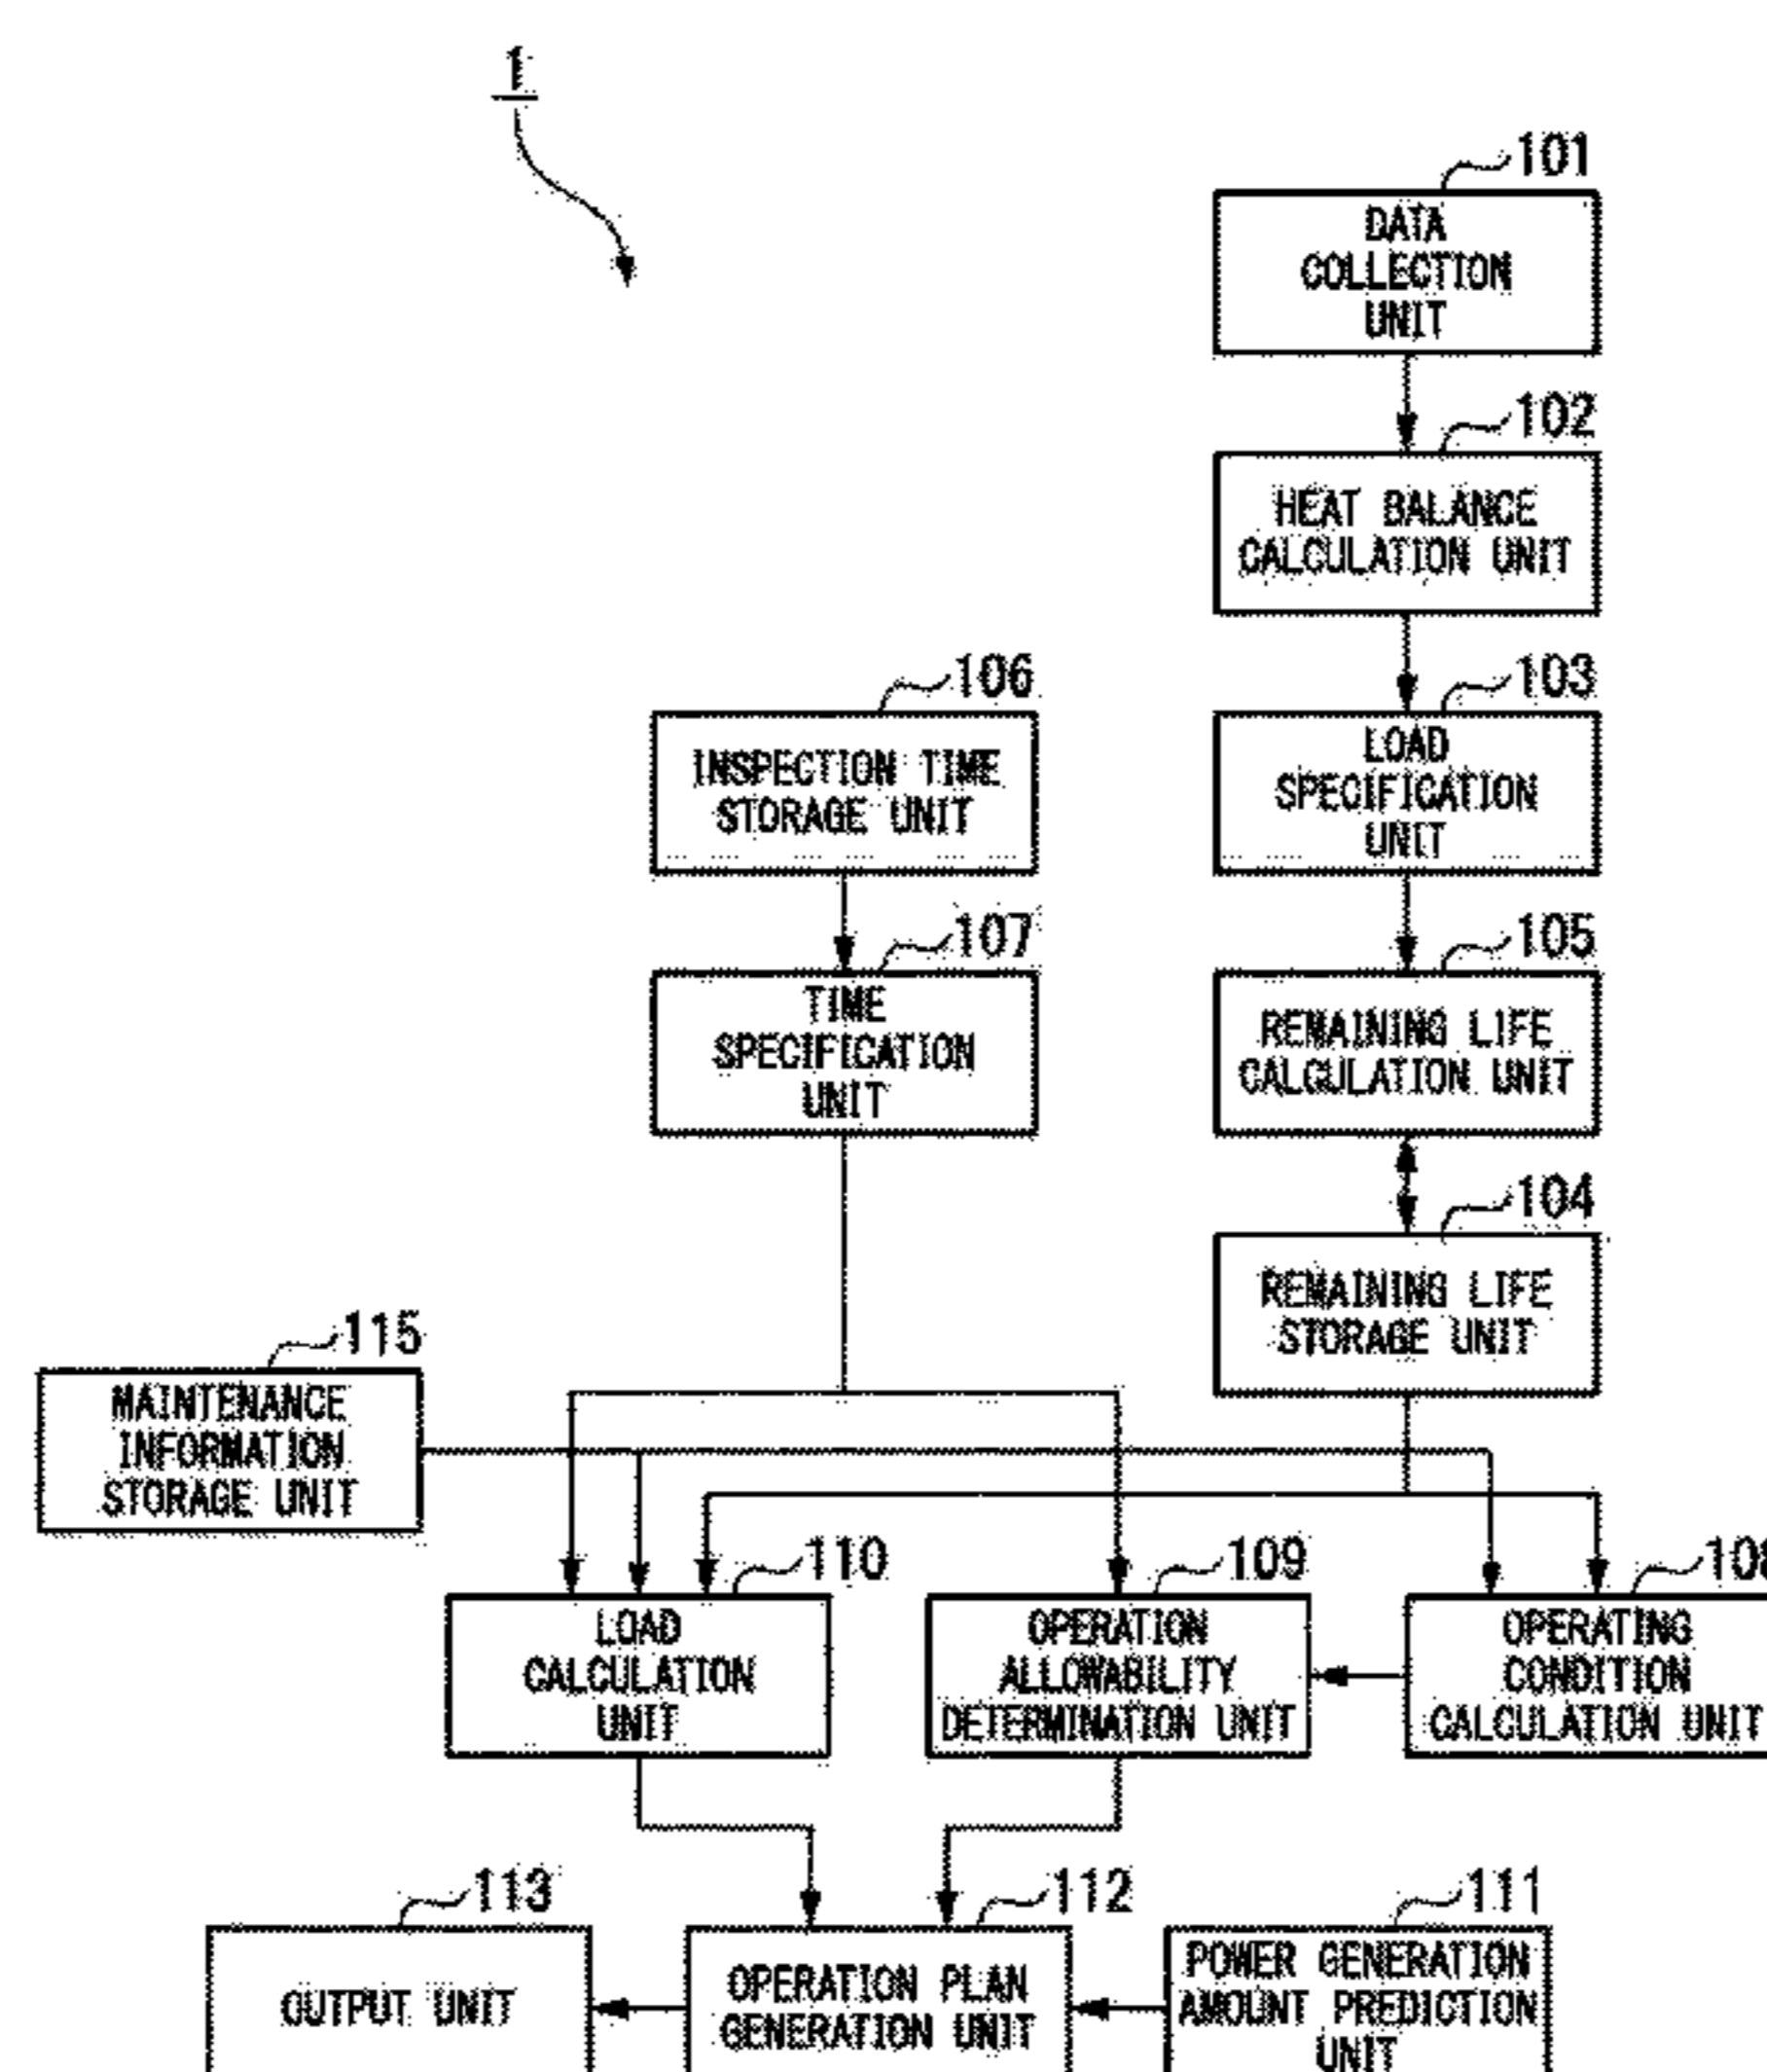 1
101
DATA
COLLECTION
UNIT
102
HEAT BALANCE
CALCULATION UNIT
106
103
INSPECTION TIME
STORAGE UNIT
LOAD
SPECIFICATION
UNIT
107
105
TIME
SPECIFICATION
UNIT
REMAINING LIFE
CALCULATION UNIT
104
REMAINING LIFE
STORAGE UNIT
115
MAINTENANCE
INFORMATION
STORAGE UNIT
110
109
108
LOAD
CALCULATION
UNIT
OPERATION
ALLOWABILITY
DETERMINATION UNIT
OPERATING
CONDITION
CALCULATION UNIT
113
112
111
OUTPUT UNIT
OPERATION PLAN
GENERATION UNIT
POWER GENERATION
AMOUNT PREDICTION
UNIT